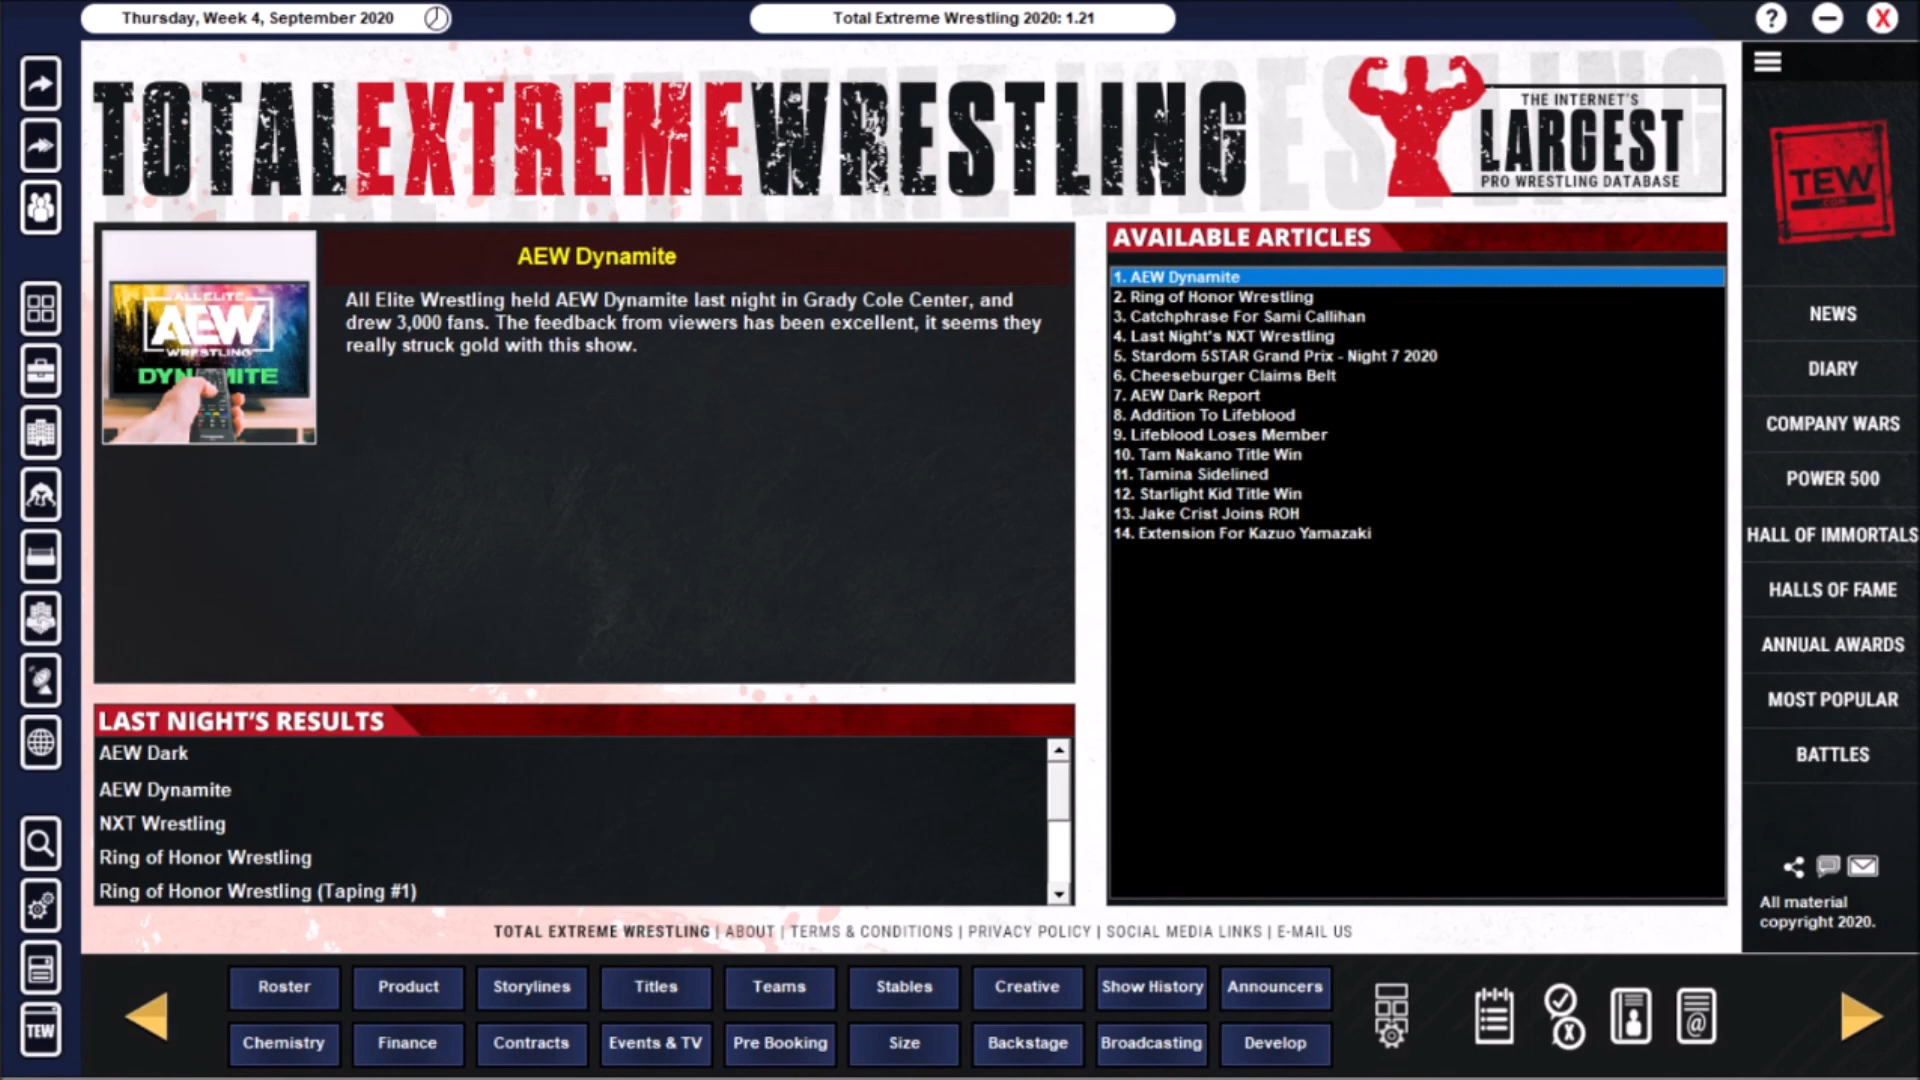 Thursday, Week 4, September 2020
Total Extreme Wrestling 2020: 1.21
?
X
TOTALEXTREMEWRESTLING
THE INTERNET'S
LARGEST
PRO WRESTLING DATABASE
TEW
.COM
AEW Dynamite
ALL ELITE
AEW
WRESTLING
DYNAMITE
All Elite Wrestling held AEW Dynamite last night in Grady Cole Center, and
drew 3,000 fans. The feedback from viewers has been excellent, it seems they
really struck gold with this show.
AVAILABLE ARTICLES
1. AEW Dynamite
2. Ring of Honor Wrestling
3. Catchphrase For Sami Callihan
4. Last Night's NXT Wrestling
5. Stardom 5STAR Grand Prix - Night 7 2020
6. Cheeseburger Claims Belt
7. AEW Dark Report
8. Addition To Lifeblood
9. Lifeblood Loses Member
10. Tam Nakano Title Win
11. Tamina Sidelined
12. Starlight Kid Title Win
13. Jake Crist Joins ROH
14. Extension For Kazuo Yamazaki
NEWS
DIARY
COMPANY WARS
POWER 500
HALL OF IMMORTALS
HALLS OF FAME
ANNUAL AWARDS
MOST POPULAR
BATTLES
All material
copyright 2020.
LAST NIGHT'S RESULTS
AEW Dark
AEW Dynamite
NXT Wrestling
Ring of Honor Wrestling
Ring of Honor Wrestling (Taping #1)
TOTAL EXTREME WRESTLING | ABOUT | TERMS & CONDITIONS | PRIVACY POLICY | SOCIAL MEDIA LINKS | E-MAIL US
TEW
Roster
Product
Storylines
Titles
Teams
Stables
Creative
Show History
Announcers
Chemistry
Finance
Contracts
Events & TV
Pre Booking
Size
Backstage
Broadcasting
Develop